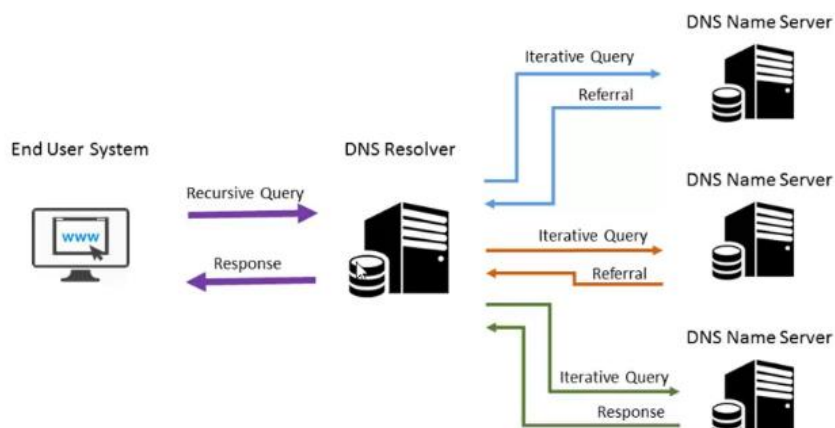 DNS Name Server
Iterative Query
Referral
End User System
DNS Resolver
Recursive Query
www
Response
DNS Name Server
Iterative Query
Referral
DNS Name Server
Iterative Query
Response